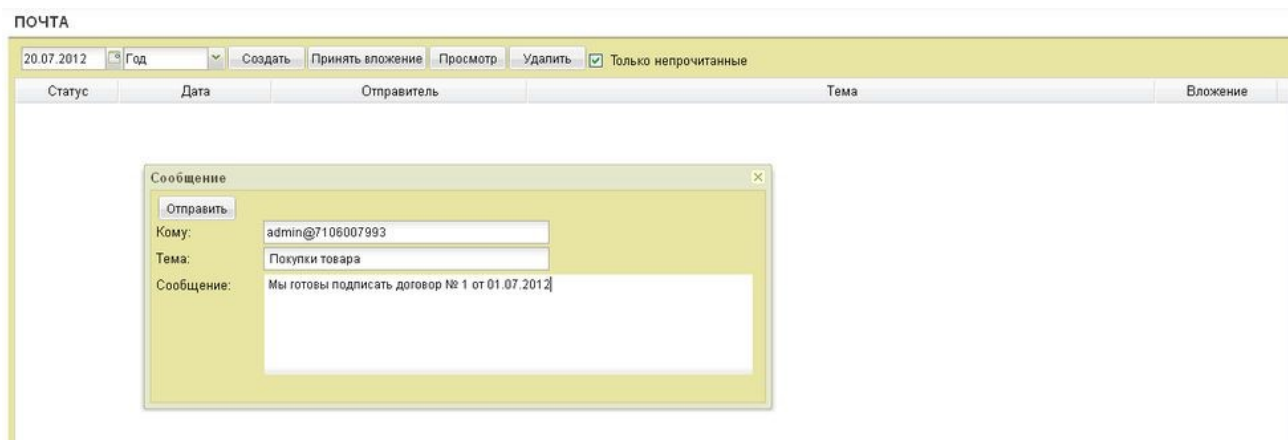 ПОЧТА
20.07.2012 Год Создать Принять вложение Просмотр Удалить Только непрочитанные
Статус Дата Отправитель Тема Вложение
Сообщение
Отправить
Кому: admin@7106007993
Тема: Покупки товара
Сообщение: Мы готовы подписать договор № 1 от 01.07.2012